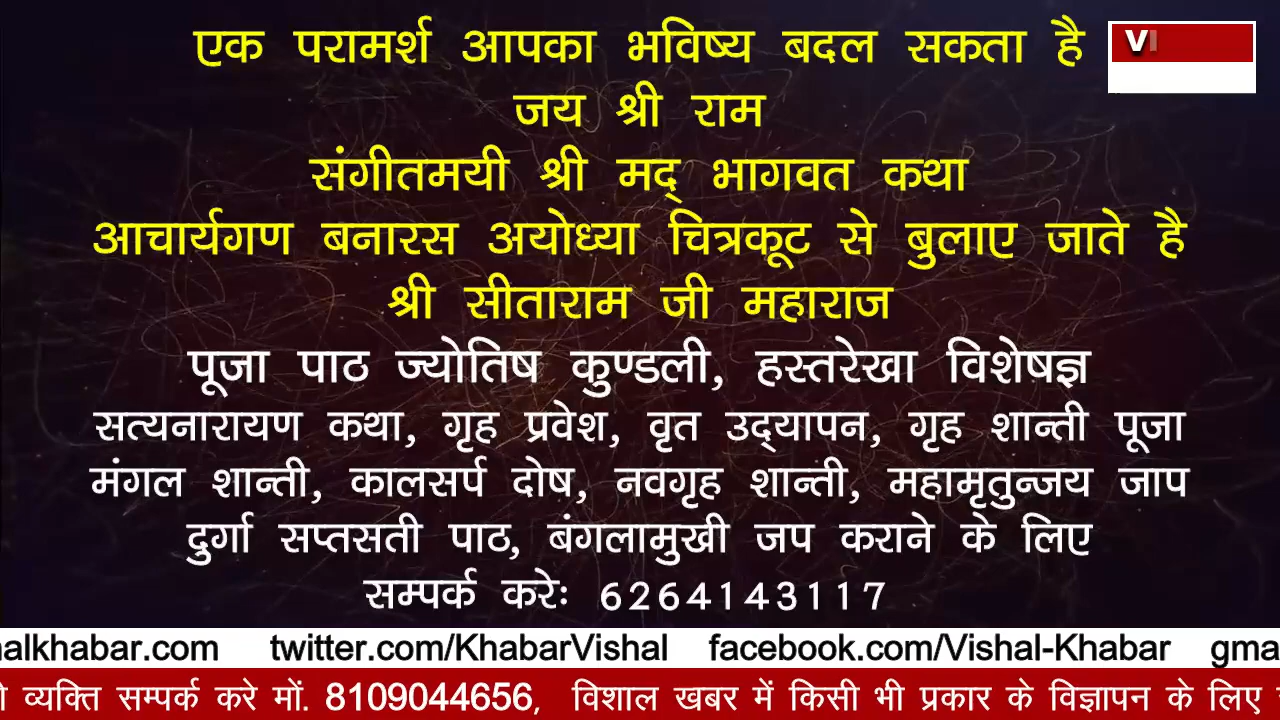 एक परामर्श आपका भविष्य बदल सकता है
VI
जय श्री राम
संगीतमयी श्री मद् भागवत कथा
आचार्यगण बनारस अयोध्या चित्रकूट से बुलाए जाते है
श्री सीताराम जी महाराज
पूजा पाठ ज्योतिष कुण्डली, हस्तरेखा विशेषज्ञ
सत्यनारायण कथा, गृह प्रवेश, वृत उद्यापन, गृह शान्ती पूजा
मंगल शान्ती, कालसर्प दोष, नवगृह शान्ती, महामृतुन्जय जाप
दुर्गा सप्तसती पाठ, बंगलामुखी जप कराने के लिए
सम्पर्क करेः 6264143117
alkhabar.com twitter.com/KhabarVishal facebook.com/Vishal-Khabar gma
व्यक्ति सम्पर्क करे मों. 8109044656, विशाल खबर में किसी भी प्रकार के विज्ञापन के लिए